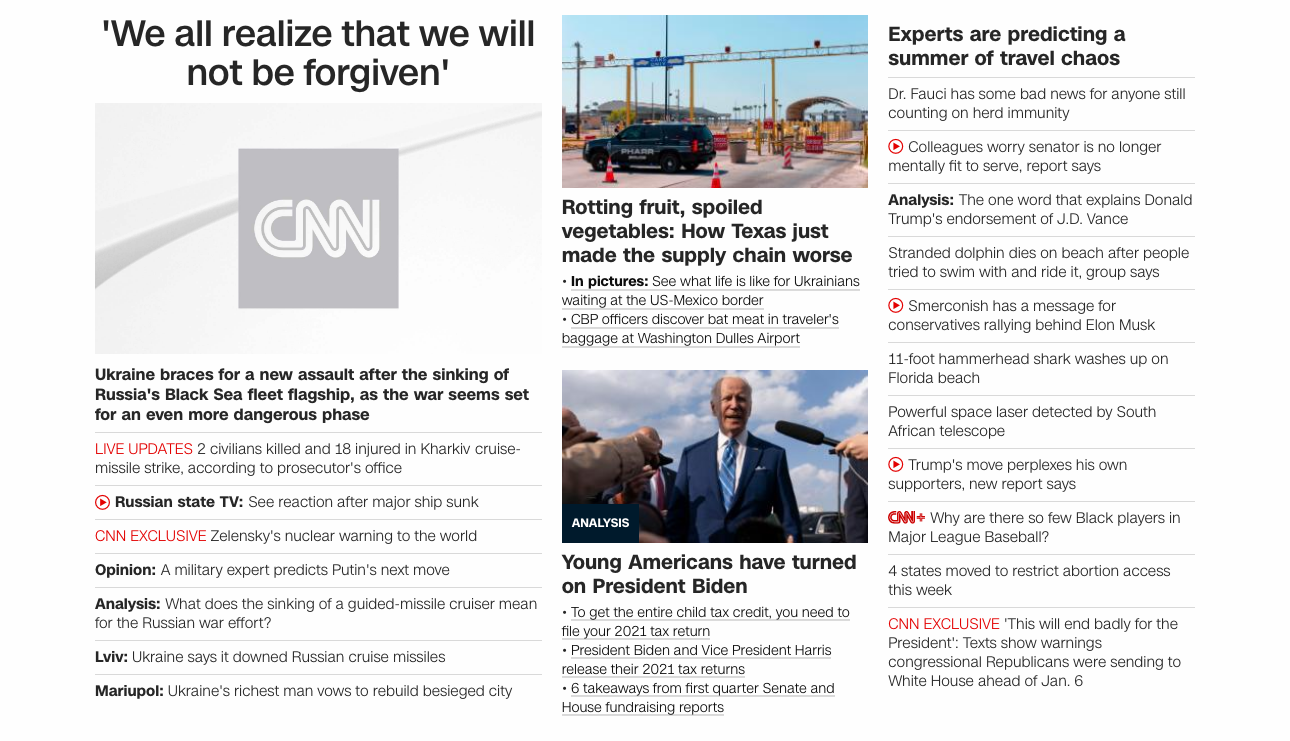 'We all realize that we will
not be forgiven'
CNN
Ukraine braces for a new assault after the sinking of
Russia's Black Sea fleet flagship, as the war seems set
for an even more dangerous phase
LIVE UPDATES 2 civilians killed and 18 injured in Kharkiv cruise-
missile strike, according to prosecutor's office
Russian state TV: See reaction after major ship sunk
CNN EXCLUSIVE Zelensky's nuclear warning to the world
Opinion: A military expert predicts Putin's next move
Analysis: What does the sinking of a guided-missile cruiser mean
for the Russian war effort?
Lviv: Ukraine says it downed Russian cruise missiles
Mariupol: Ukraine's richest man vows to rebuild besieged city
PHARR
Rotting fruit, spoiled
vegetables: How Texas just
made the supply chain worse
• In pictures: See what life is like for Ukrainians
waiting at the US-Mexico border
• CBP officers discover bat meat in traveler's
baggage at Washington Dulles Airport
ANALYSIS
Young Americans have turned
on President Biden
• To get the entire child tax credit, you need to
file your 2021 tax return
• President Biden and Vice President Harris
release their 2021 tax returns
• 6 takeaways from first quarter Senate and
House fundraising reports
Experts are predicting a
summer of travel chaos
Dr. Fauci has some bad news for anyone still
counting on herd immunity
Colleagues worry senator is no longer
mentally fit to serve, report says
Analysis: The one word that explains Donald
Trump's endorsement of J.D. Vance
Stranded dolphin dies on beach after people
tried to swim with and ride it, group says
Smerconish has a message for
conservatives rallying behind Elon Musk
11-foot hammerhead shark washes up on
Florida beach
Powerful space laser detected by South
African telescope
Trump's move perplexes his own
supporters, new report says
CNN+ Why are there so few Black players in
Major League Baseball?
4 states moved to restrict abortion access
this week
CNN EXCLUSIVE 'This will end badly for the
President': Texts show warnings
congressional Republicans were sending to
White House ahead of Jan. 6